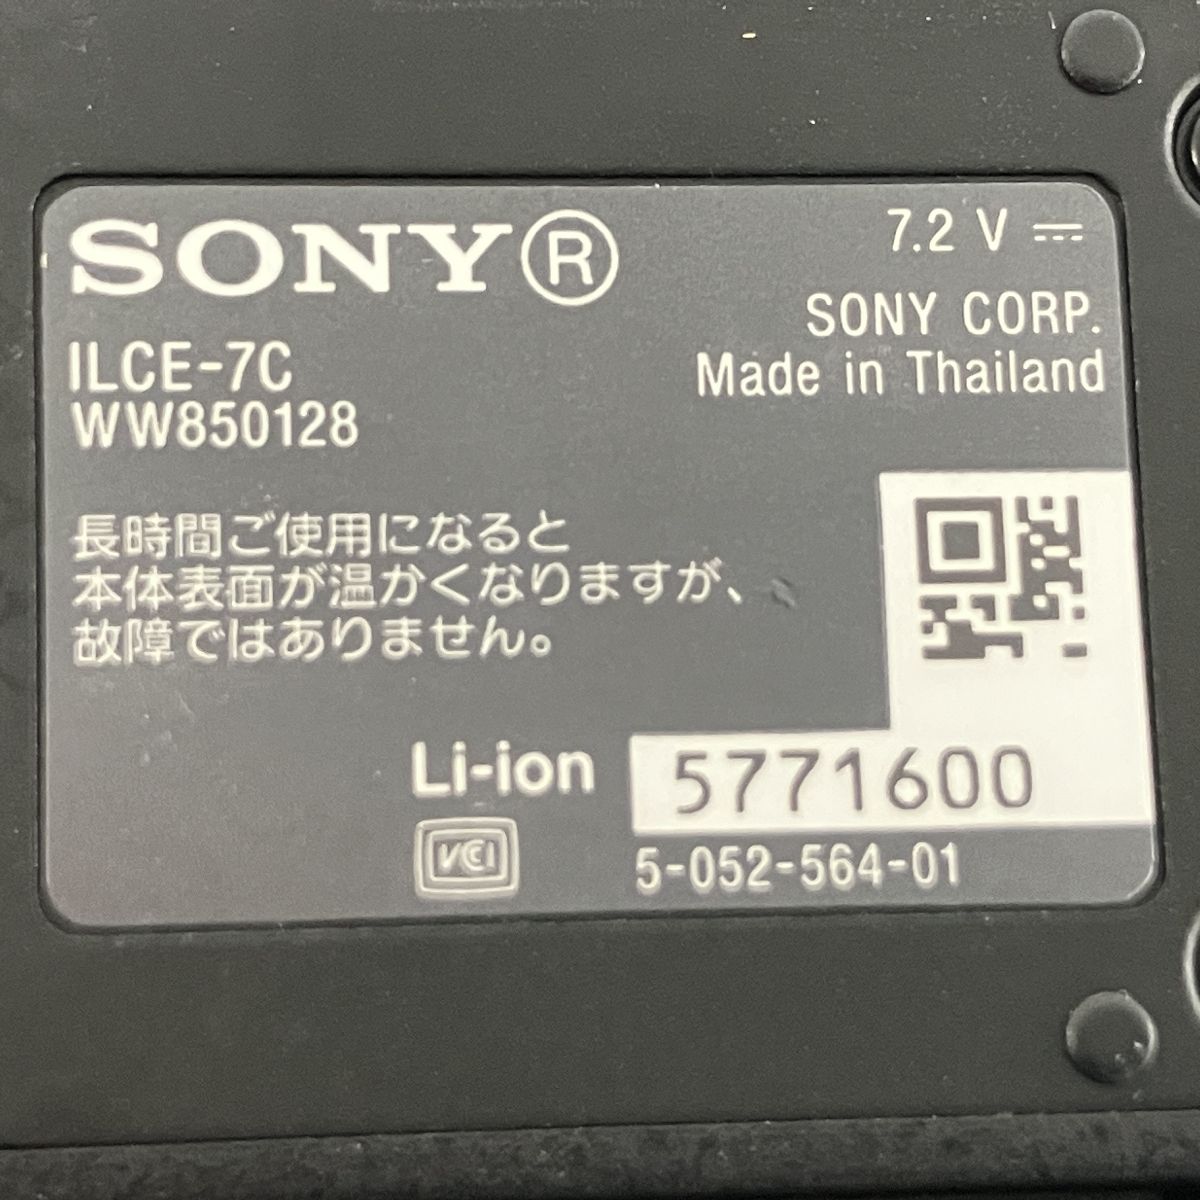 SONY®
7.2 V ⎓
SONY CORP.
Made in Thailand
ILCE-7C
WW850128
長時間ご使用になると
本体表面が温かくなりますが、
故障ではありません。
Li-ion
5771600
VCCI
5-052-564-01